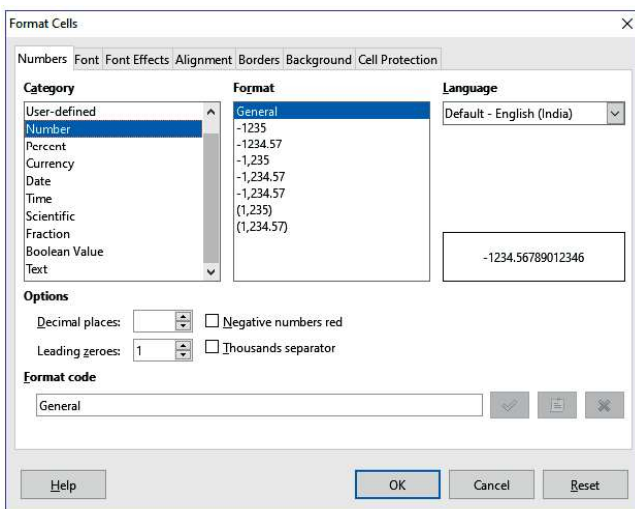 Format Cells
Numbers Font Font Effects Alignment Borders Background Cell Protection
Category
User-defined
Number
Percent
Currency
Date
Time
Scientific
Fraction
Boolean Value
Text
Format
General
-1235
-1234.57
-1,235
-1,234.57
-1,234.57
(1,235)
(1,234.57)
Language
Default - English (India)
-1234.56789012346
Options
Decimal places:
Negative numbers red
Leading zeroes: 1
Thousands separator
Format code
General
Help OK Cancel Reset